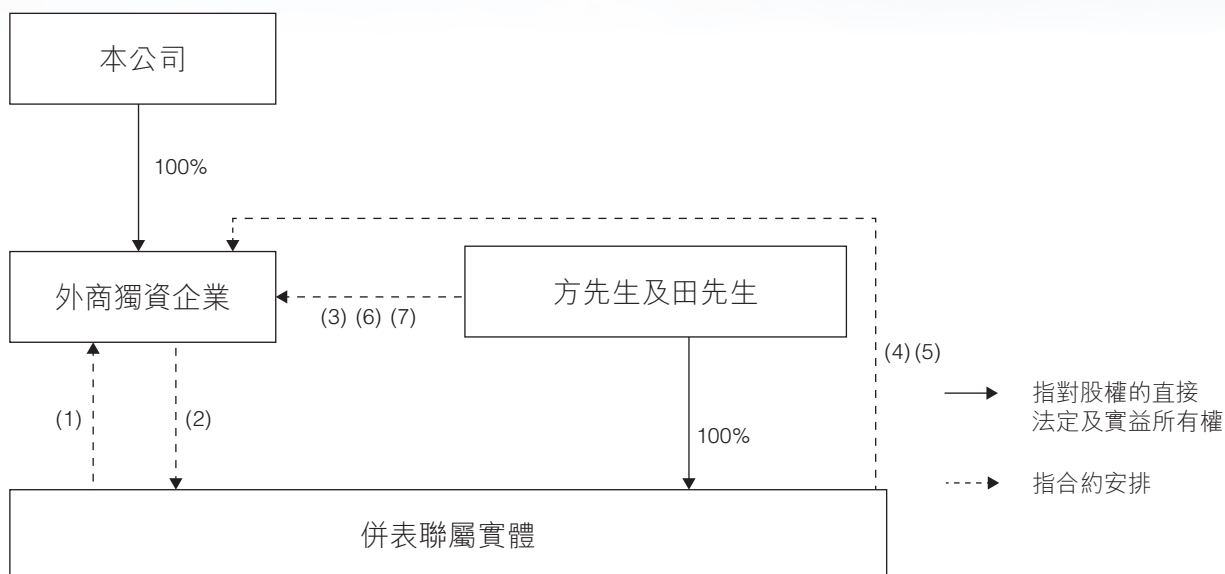 本公司
100%
外商獨資企業
方先生及田先生
(3) (6) (7)
(4) (5)
(1)
(2)
100%
指對股權的直接
法定及實益所有權
指合約安排
併表聯屬實體